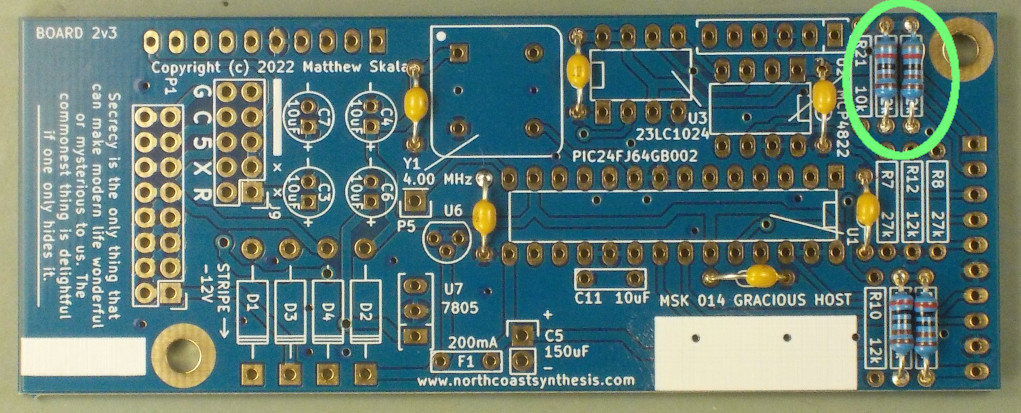 BOARD 2v3
Copyright (c) 2022 Matthew Skala
P1
G C 5 X R
J9
Secrecy is the only thing that
can make modern life wonderful
or mysterious to us. The
commonest thing is delightful
if one only hides it.
C7
10uF
C4
10uF
C3
10uF
C6
10uF
+
+
+
+
Y1
4.00 MHz
P5
U6
U3
23LC1024
PIC24FJ64GB002
MCP4822
R21
10k
R7
27k
R12
12k
R8
27k
U1
STRIPE →
-12V
D1
D3
D4
D2
U7
7805
C11 10uF
MSK 014 GRACIOUS HOST
R10
12k
200mA
F1
+
C5
150uF
-
www.northcoastsynthesis.com